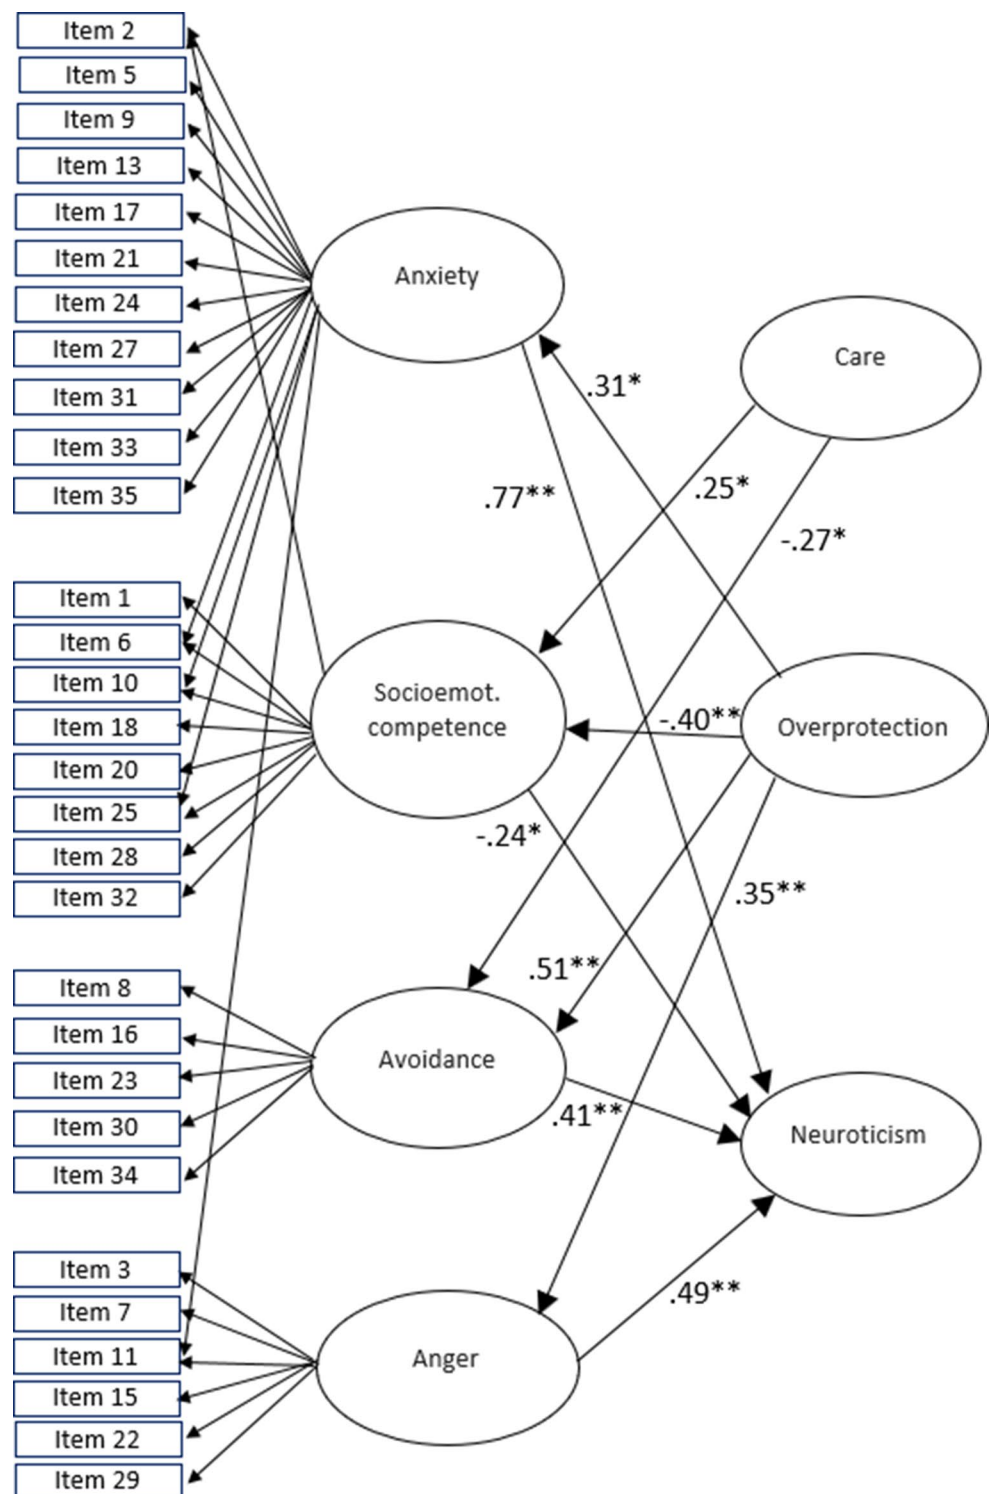 Item 2
Item 5
Item 9
Item 13
Item 17
Item 21
Item 24
Item 27
Item 31
Item 33
Item 35
Item 1
Item 6
Item 10
Item 18
Item 20
Item 25
Item 28
Item 32
Item 8
Item 16
Item 23
Item 30
Item 34
Item 3
Item 7
Item 11
Item 15
Item 22
Item 29
Anxiety
Socioemot.
competence
Avoidance
Anger
.31*
.77**
.25*
-.27*
-.40**
-.24*
.35**
.51**
.41**
.49**
Care
Overprotection
Neuroticism